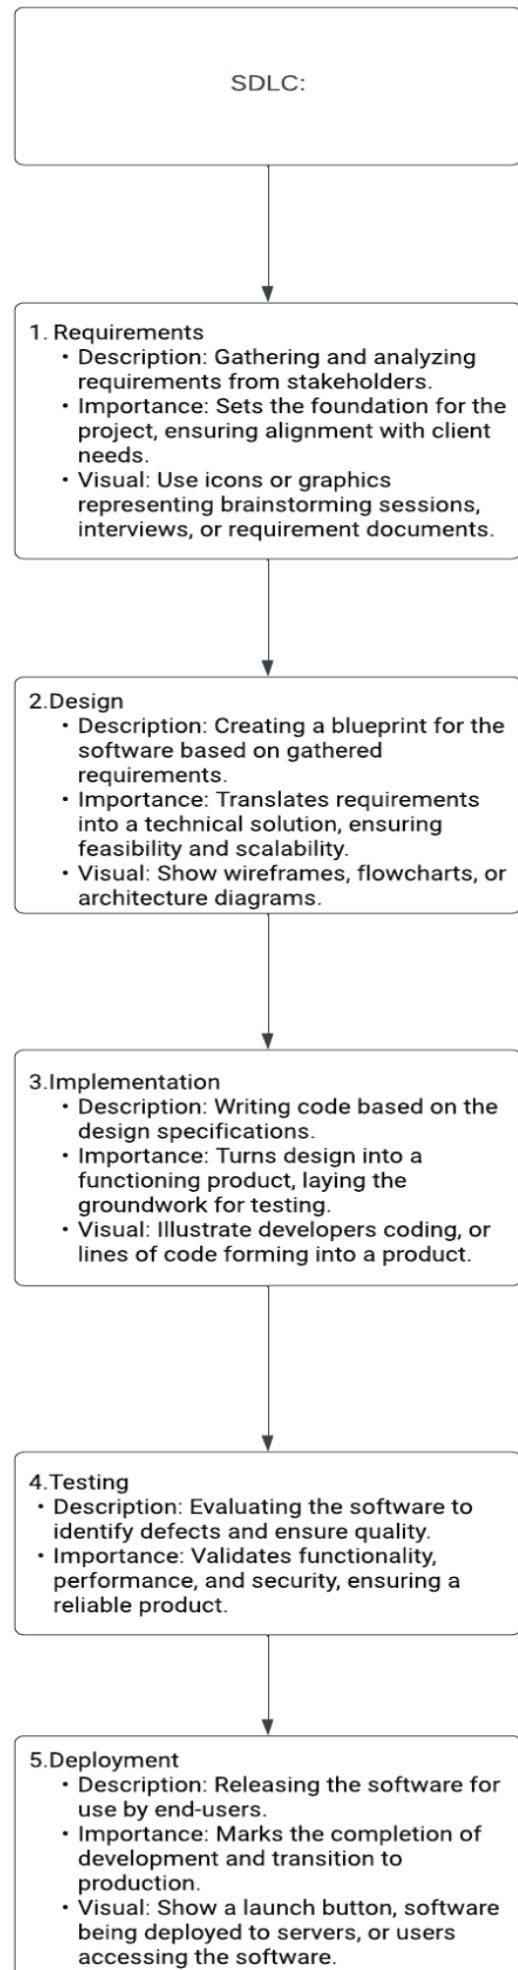 SDLC:
1. Requirements
• Description: Gathering and analyzing
requirements from stakeholders.
• Importance: Sets the foundation for the
project, ensuring alignment with client
needs.
• Visual: Use icons or graphics
representing brainstorming sessions,
interviews, or requirement documents.
2.Design
• Description: Creating a blueprint for the
software based on gathered
requirements.
• Importance: Translates requirements
into a technical solution, ensuring
feasibility and scalability.
• Visual: Show wireframes, flowcharts, or
architecture diagrams.
3.Implementation
• Description: Writing code based on the
design specifications.
• Importance: Turns design into a
functioning product, laying the
groundwork for testing.
• Visual: Illustrate developers coding, or
lines of code forming into a product.
4.Testing
• Description: Evaluating the software to
identify defects and ensure quality.
• Importance: Validates functionality,
performance, and security, ensuring a
reliable product.
5.Deployment
• Description: Releasing the software for
use by end-users.
• Importance: Marks the completion of
development and transition to
production.
• Visual: Show a launch button, software
being deployed to servers, or users
accessing the software.